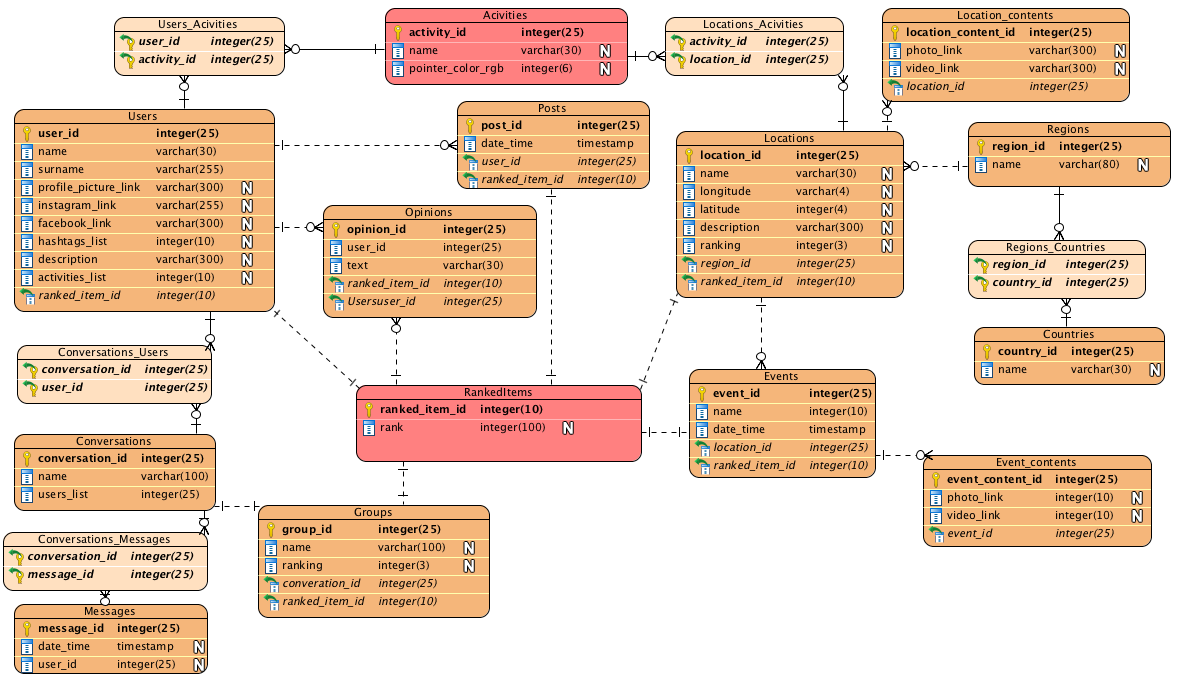 Users_Acivities
user_id integer(25)
activity_id integer(25)
Acivities
activity_id integer(25)
name varchar(30) N
pointer_color_rgb integer(6) N
Locations_Acivities
activity_id integer(25)
location_id integer(25)
Location_contents
location_content_id integer(25)
photo_link varchar(300) N
video_link varchar(300) N
location_id integer(25)
Users
user_id integer(25)
name varchar(30)
surname varchar(255)
profile_picture_link varchar(300) N
instagram_link varchar(255) N
facebook_link varchar(300) N
hashtags_list integer(10) N
description varchar(300) N
activities_list integer(10) N
ranked_item_id integer(10)
Posts
post_id integer(25)
date_time timestamp
user_id integer(25)
ranked_item_id integer(10)
Locations
location_id integer(25)
name varchar(30) N
longitude varchar(4) N
latitude integer(4) N
description varchar(300) N
ranking integer(3) N
region_id integer(25)
ranked_item_id integer(10)
Regions
region_id integer(25)
name varchar(80) N
Opinions
opinion_id integer(25)
user_id integer(25)
text varchar(30)
ranked_item_id integer(10)
Usersuser_id integer(25)
Regions_Countries
region_id integer(25)
country_id integer(25)
Countries
country_id integer(25)
name varchar(30) N
Conversations_Users
conversation_id integer(25)
user_id integer(25)
RankedItems
ranked_item_id integer(10)
rank integer(100) N
Events
event_id integer(25)
name integer(10)
date_time timestamp
location_id integer(25)
ranked_item_id integer(10)
Conversations
conversation_id integer(25)
name varchar(100)
users_list integer(25)
Event_contents
event_content_id integer(25)
photo_link integer(10) N
video_link integer(10) N
event_id integer(25)
Groups
group_id integer(25)
name varchar(100) N
ranking integer(3) N
converation_id integer(25)
ranked_item_id integer(10)
Conversations_Messages
conversation_id integer(25)
message_id integer(25)
Messages
message_id integer(25)
date_time timestamp N
user_id integer(25) N